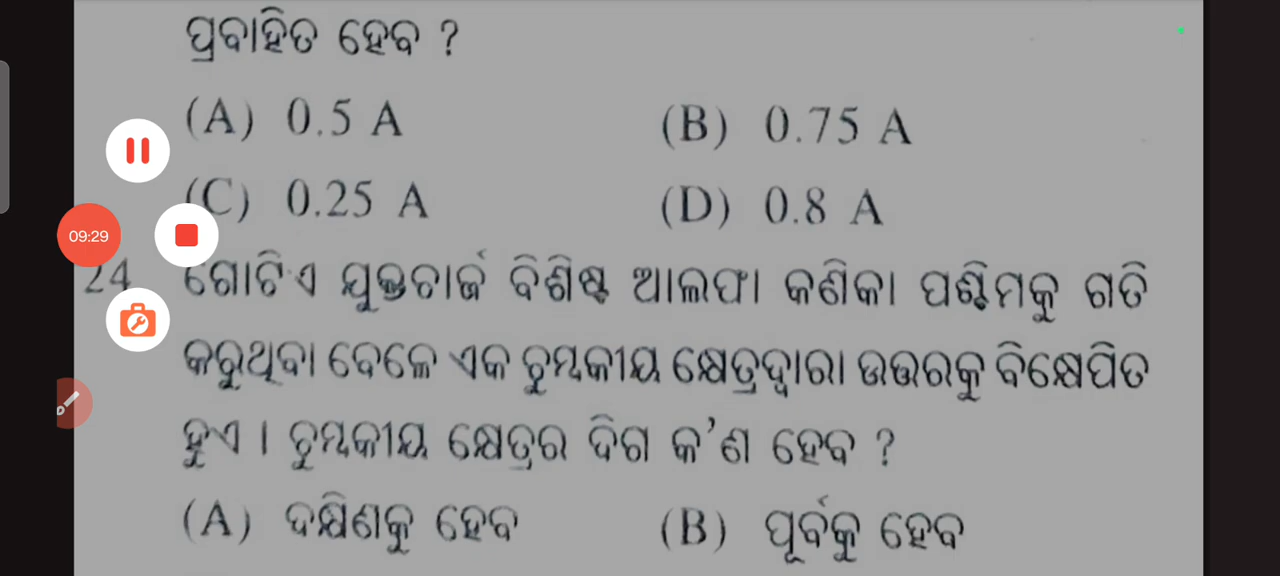 ପ୍ରବାହିତ ହେବ ?
(A) 0.5 A (B) 0.75 A
(C) 0.25 A (D) 0.8 A
09:29
24 ଗୋଟିଏ ଯୁକ୍ତଚାର୍ଜ ବିଶିଷ୍ଟ ଆଲଫା କଣିକା ପଶ୍ଚିମକୁ ଗତି
କରୁଥିବା ବେଳେ ଏକ ଚୁମ୍ବକୀୟ କ୍ଷେତ୍ରଦ୍ୱାରା ଉତ୍ତରକୁ ବିକ୍ଷେପିତ
ହୁଏ । ଚୁମ୍ବକୀୟ କ୍ଷେତ୍ରର ଦିଗ କ'ଣ ହେବ ?
(A) ଦକ୍ଷିଣକୁ ହେବ (B) ପୂର୍ବକୁ ହେବ